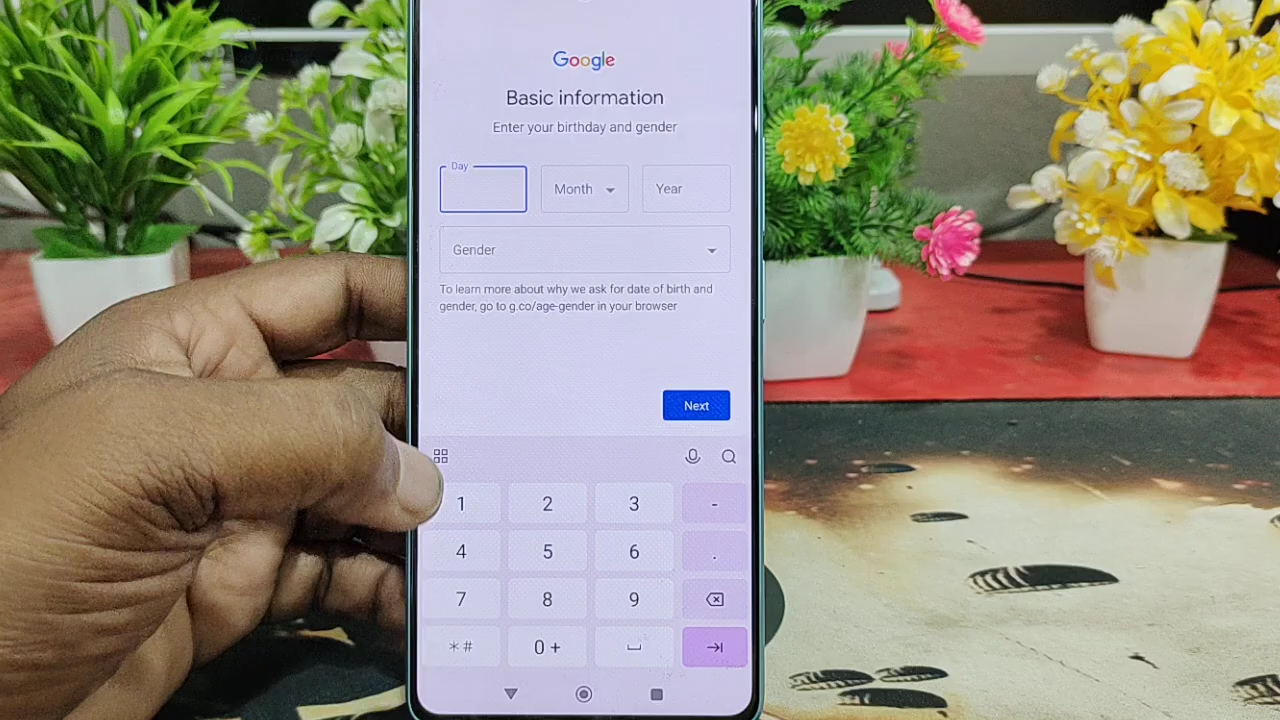 Google
Basic information
Enter your birthday and gender
Day
Month
Year
Gender
To learn more about why we ask for date of birth and
gender, go to g.co/age-gender in your browser
Next
1 2 3 -
4 5 6 .
7 8 9
*# 0 +